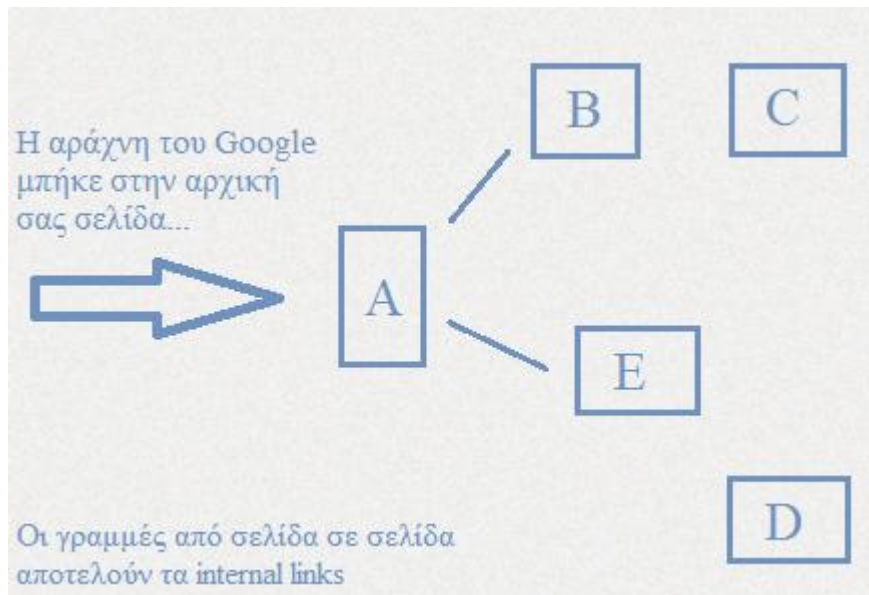 Η αράχνη του Google
μπήκε στην αρχική
σας σελίδα...
B
C
A
E
D
Οι γραμμές από σελίδα σε σελίδα
αποτελούν τα internal links